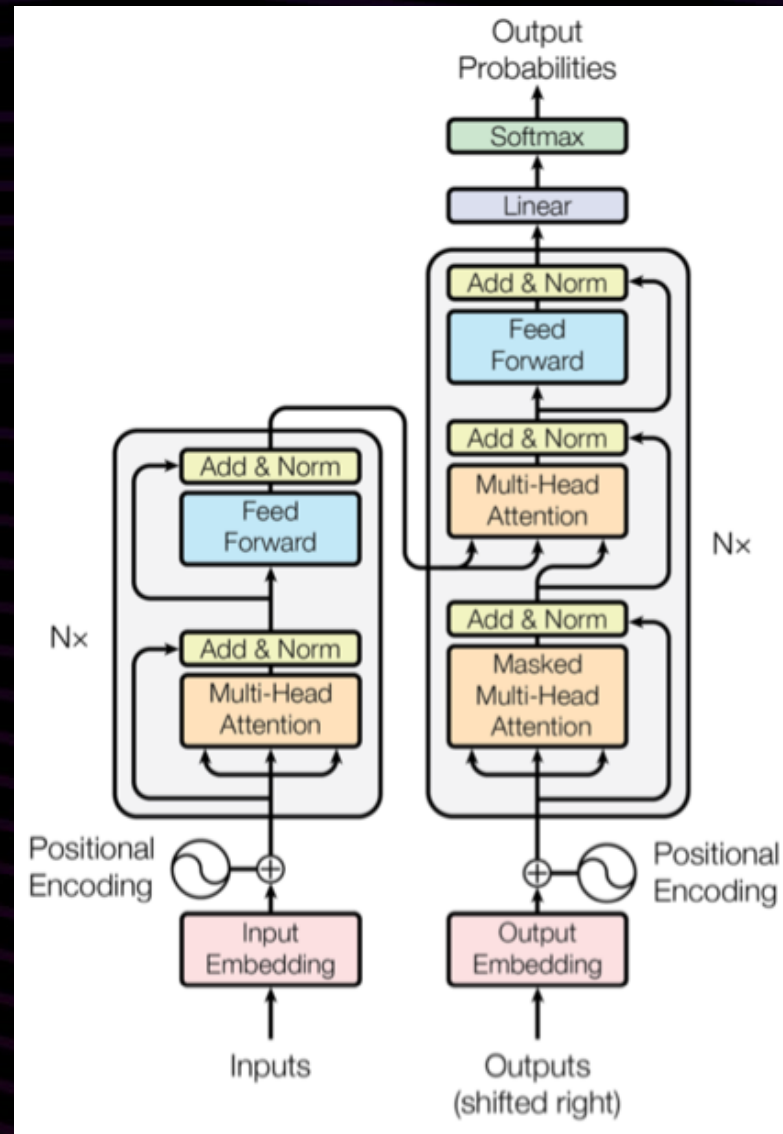 Output
Probabilities
Softmax
Linear
Add & Norm
Feed
Forward
Add & Norm
Multi-Head
Attention
Add & Norm
Masked
Multi-Head
Attention
Nx
Positional
Encoding
Output
Embedding
Outputs
(shifted right)
Add & Norm
Feed
Forward
Add & Norm
Multi-Head
Attention
Nx
Positional
Encoding
Input
Embedding
Inputs